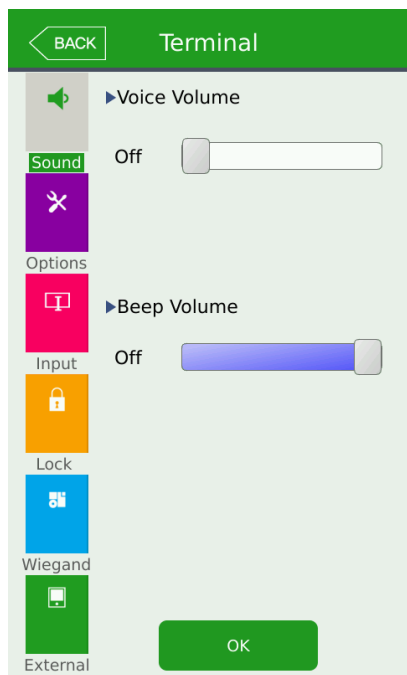 BACK
Terminal
Voice Volume
Sound
Off
Options
Beep Volume
Input
Off
Lock
Wiegand
External
OK